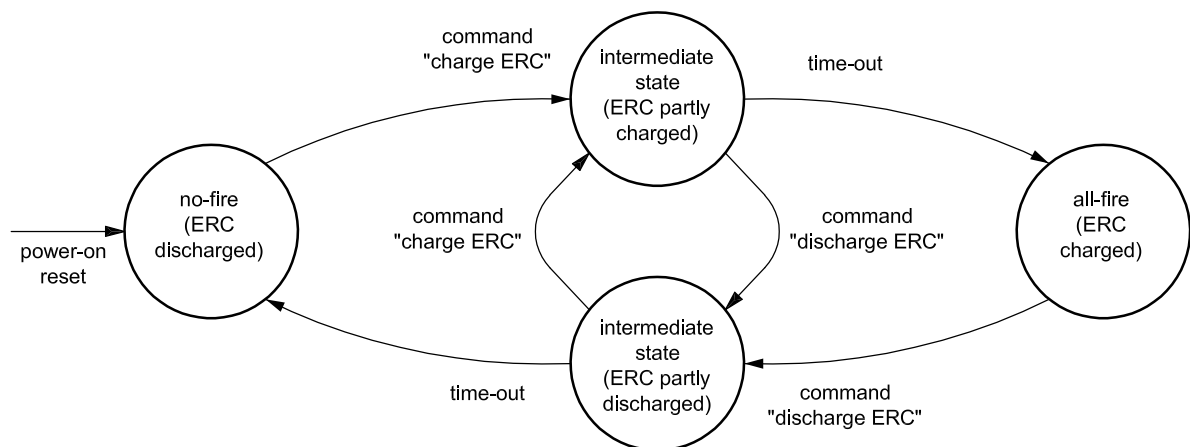 command
"charge ERC"
intermediate
state
(ERC partly
charged)
time-out
no-fire
(ERC
discharged)
power-on
reset
command
"charge ERC"
command
"discharge ERC"
all-fire
(ERC
charged)
intermediate
state
(ERC partly
discharged)
time-out
command
"discharge ERC"